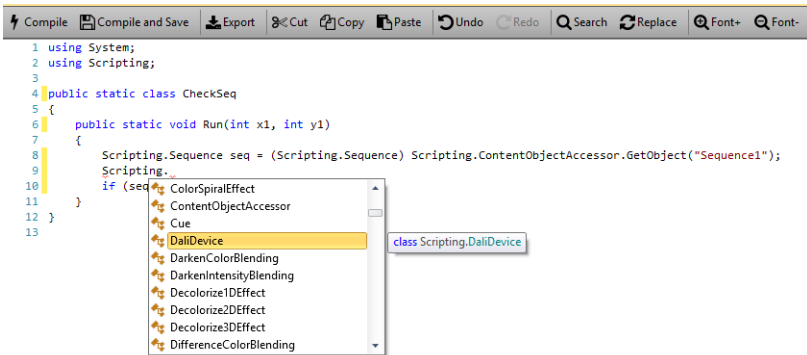 Compile Compile and Save Export Cut Copy Paste Undo Redo Search Replace Font+ Font-
1 using System;
2 using Scripting;
3
4 public static class CheckSeq
5 {
6 public static void Run(int x1, int y1)
7 {
8 Scripting.Sequence seq = (Scripting.Sequence) Scripting.ContentObjectAccessor.GetObject("Sequence1");
9 Scripting.
10 if (seq
11 }
12 }
13
ColorSpiralEffect
ContentObjectAccessor
Cue
DaliDevice
class Scripting.DaliDevice
DarkenColorBlending
DarkenIntensityBlending
Decolorize1DEffect
Decolorize2DEffect
Decolorize3DEffect
DifferenceColorBlending